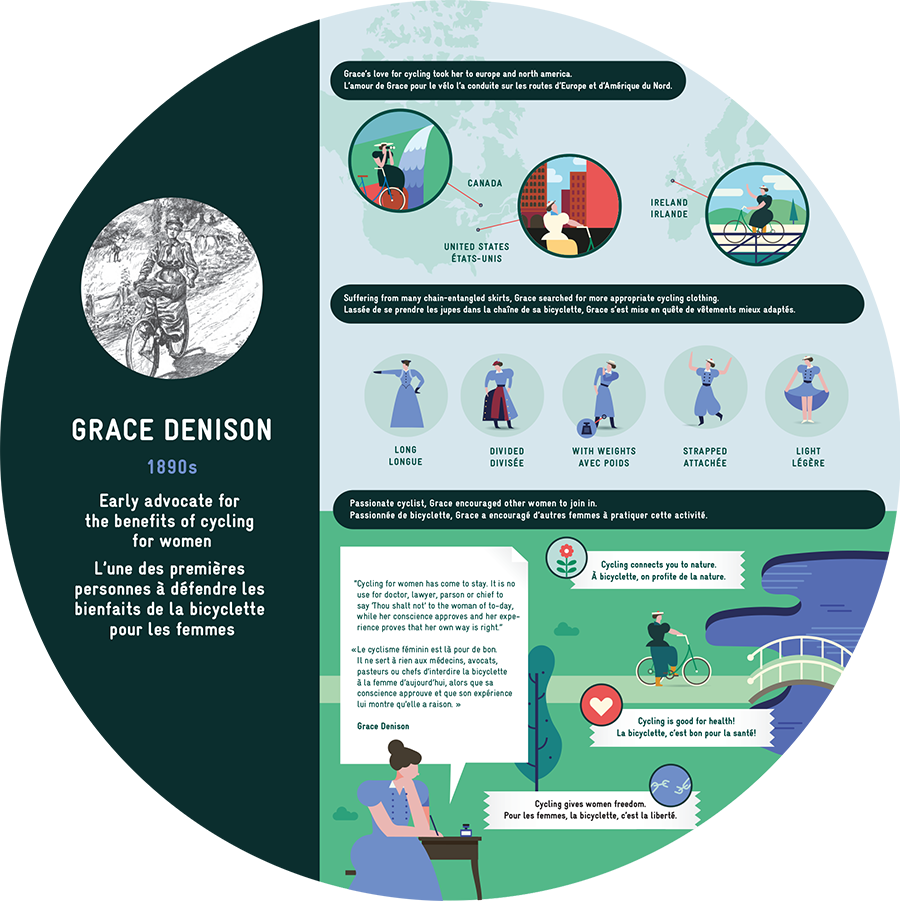 GRACE DENISON
1890s
Early advocate for
the benefits of cycling
for women
L'une des premières
personnes à défendre les
bienfaits de la bicyclette
pour les femmes
Grace's love for cycling took her to europe and north america.
L'amour de Grace pour le vélo l'a conduite sur les routes d'Europe et d'Amérique du Nord.
CANADA
UNITED STATES
ÉTATS-UNIS
IRELAND
IRLANDE
Suffering from many chain-entangled skirts, Grace searched for more appropriate cycling clothing.
Lassée de se prendre les jupes dans la chaîne de sa bicyclette, Grace s'est mise en quête de vêtements mieux adaptés.
LONG
LONGUE
DIVIDED
DIVISÉE
WITH WEIGHTS
AVEC POIDS
STRAPPED
ATTACHÉE
LIGHT
LÉGÈRE
Passionate cyclist, Grace encouraged other women to join in.
Passionnée de bicyclette, Grace a encouragé d'autres femmes à pratiquer cette activité.
"Cycling for women has come to stay. It is no
use for doctor, lawyer, parson or chief to
say 'Thou shalt not' to the woman of to-day,
while her conscience approves and her expe-
rience proves that her own way is right."
«Le cyclisme féminin est là pour de bon.
Il ne sert à rien aux médecins, avocats,
pasteurs ou chefs d'interdire la bicyclette
à la femme d'aujourd'hui, alors que sa
conscience approuve et que son expérience
lui montre qu'elle a raison. »
Grace Denison
Cycling connects you to nature.
À bicyclette, on profite de la nature.
Cycling is good for health!
La bicyclette, c'est bon pour la santé!
Cycling gives women freedom.
Pour les femmes, la bicyclette, c'est la liberté.